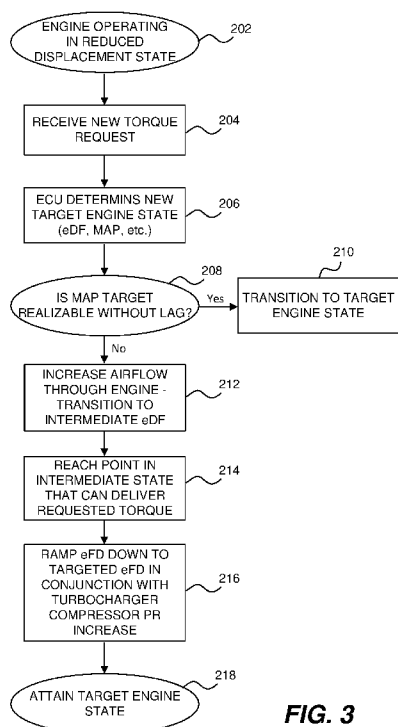 ENGINE OPERATING
IN REDUCED
DISPLACEMENT STATE
202
RECEIVE NEW TORQUE
REQUEST
204
ECU DETERMINS NEW
TARGET ENGINE STATE
(eDF, MAP, etc.)
206
IS MAP TARGET
REALIZABLE WITHOUT LAG?
208
Yes
TRANSITION TO TARGET
ENGINE STATE
210
No
INCREASE AIRFLOW
THROUGH ENGINE -
TRANSITION TO
INTERMEDIATE eDF
212
REACH POINT IN
INTERMEDIATE STATE
THAT CAN DELIVER
REQUESTED TORQUE
214
RAMP eFD DOWN TO
TARGETED eFD IN
CONJUNCTION WITH
TURBOCHARGER
COMPRESSOR PR
INCREASE
216
ATTAIN TARGET ENGINE
STATE
218
FIG. 3